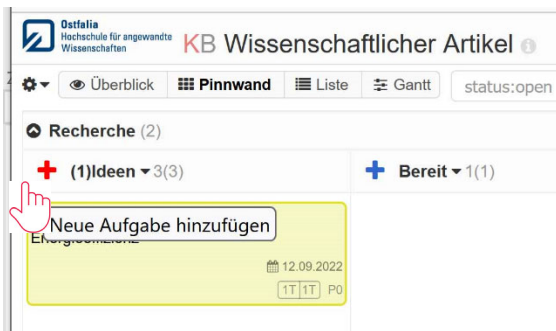 Ostfalia
Hochschule für angewandte
Wissenschaften
KB Wissenschaftlicher Artikel
Überblick Pinnwand Liste Gantt status:open
Recherche (2)
(1)Ideen 3(3) Bereit 1(1)
Neue Aufgabe hinzufügen
12.09.2022
1T 1T P0